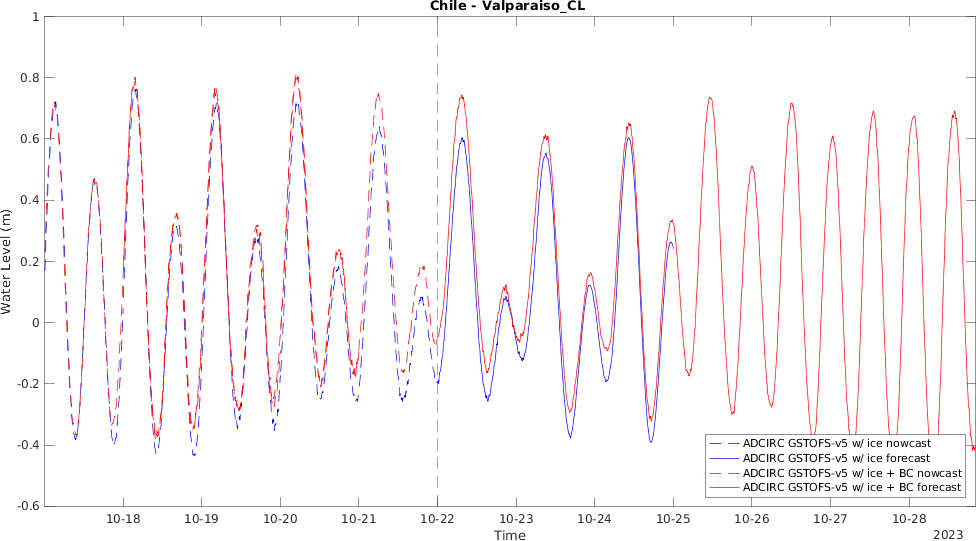 Chile - Valparaiso_CL
1
0.8
0.6
0.4
0.2
0
-0.2
-0.4
-0.6
Water Level (m)
10-18 10-19 10-20 10-21 10-22 10-23 10-24 10-25 10-26 10-27 10-28
Time
2023
ADCIRC GSTOFS-v5 w/ ice nowcast
ADCIRC GSTOFS-v5 w/ ice forecast
ADCIRC GSTOFS-v5 w/ ice + BC nowcast
ADCIRC GSTOFS-v5 w/ ice + BC forecast